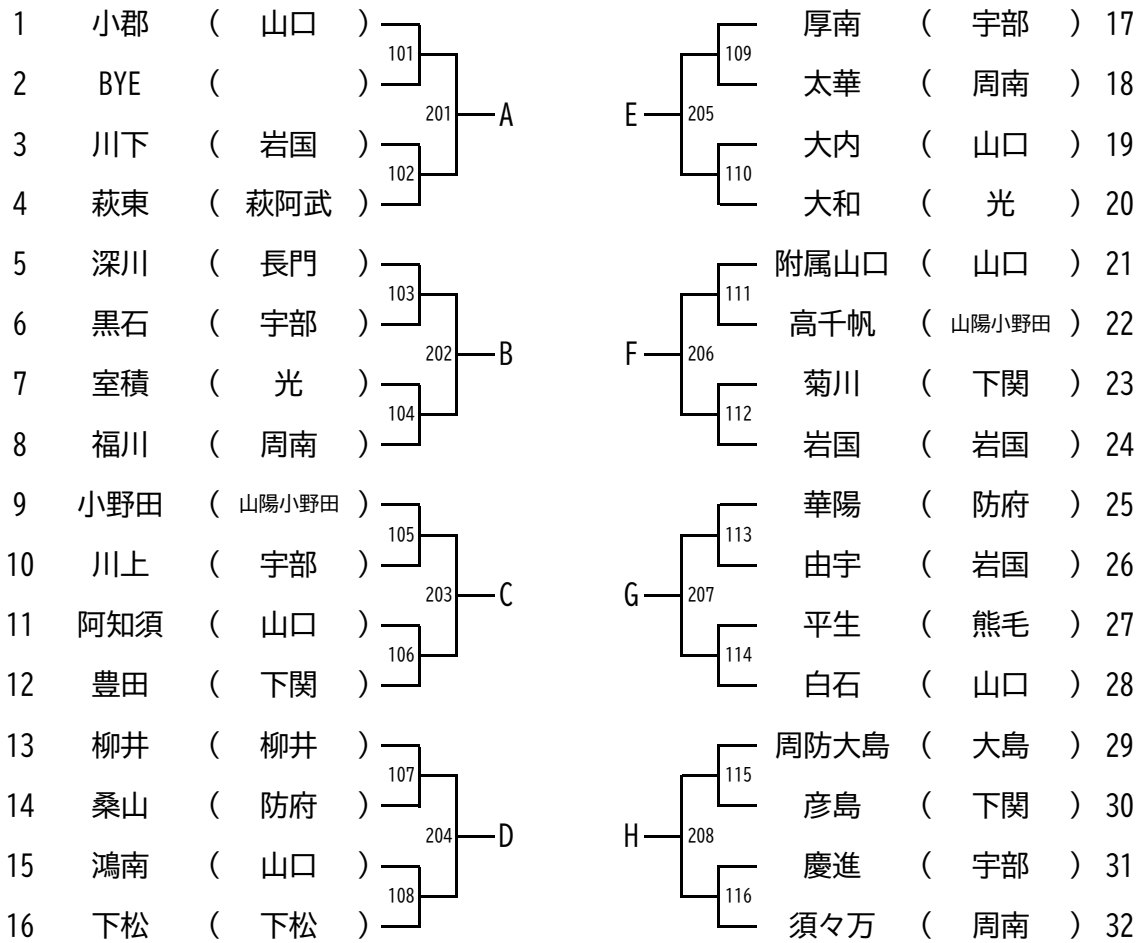 1 小郡 ( 山口 ) 厚南 ( 宇部 ) 17
101 109
2 BYE ( ) 太華 ( 周南 ) 18
201 A E 205
3 川下 ( 岩国 ) 大内 ( 山口 ) 19
102 110
4 萩東 ( 萩阿武 ) 大和 ( 光 ) 20
5 深川 ( 長門 ) 附属山口 ( 山口 ) 21
103 111
6 黒石 ( 宇部 ) 高千帆 ( 山陽小野田 ) 22
202 B F 206
7 室積 ( 光 ) 菊川 ( 下関 ) 23
104 112
8 福川 ( 周南 ) 岩国 ( 岩国 ) 24
9 小野田 ( 山陽小野田 ) 華陽 ( 防府 ) 25
105 113
10 川上 ( 宇部 ) 由宇 ( 岩国 ) 26
203 C G 207
11 阿知須 ( 山口 ) 平生 ( 熊毛 ) 27
106 114
12 豊田 ( 下関 ) 白石 ( 山口 ) 28
13 柳井 ( 柳井 ) 周防大島 ( 大島 ) 29
107 115
14 桑山 ( 防府 ) 彦島 ( 下関 ) 30
204 D H 208
15 鴻南 ( 山口 ) 慶進 ( 宇部 ) 31
108 116
16 下松 ( 下松 ) 須々万 ( 周南 ) 32